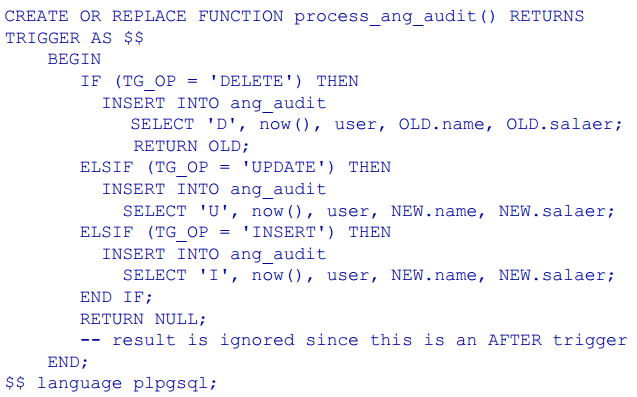 CREATE OR REPLACE FUNCTION process_ang_audit() RETURNS
TRIGGER AS $$
BEGIN
IF (TG_OP = 'DELETE') THEN
INSERT INTO ang_audit
SELECT 'D', now(), user, OLD.name, OLD.salaer;
RETURN OLD;
ELSIF (TG_OP = 'UPDATE') THEN
INSERT INTO ang_audit
SELECT 'U', now(), user, NEW.name, NEW.salaer;
ELSIF (TG_OP = 'INSERT') THEN
INSERT INTO ang_audit
SELECT 'I', now(), user, NEW.name, NEW.salaer;
END IF;
RETURN NULL;
-- result is ignored since this is an AFTER trigger
END;
$$ language plpgsql;